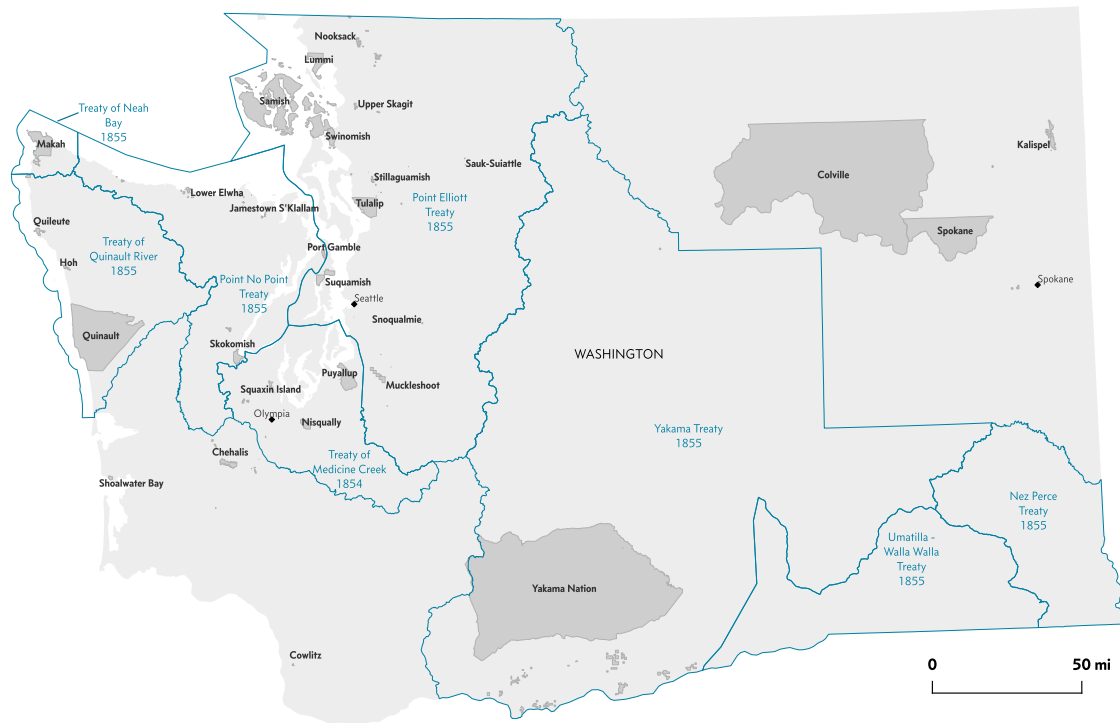 Nooksack
Lummi
Samish
Upper Skagit
Treaty of Neah
Bay
1855
Swinomish
Makah
Kalispel
Sauk-Suiattle
Stillaguamish
Colville
Lower Elwha
Jamestown S'Klallam
Tulalip
Point Elliott
Treaty
1855
Quileute
Spokane
Treaty of
Quinault River
1855
Port Gamble
Hoh
Point No Point
Treaty
1855
Suquamish
Spokane
Seattle
Snoqualmie
Quinault
Skokomish
WASHINGTON
Puyallup
Squaxin Island
Muckleshoot
Olympia
Nisqually
Yakama Treaty
1855
Chehalis
Treaty of
Medicine Creek
1854
Shoalwater Bay
Nez Perce
Treaty
1855
Umatilla -
Walla Walla
Treaty
1855
Yakama Nation
Cowlitz
0 50 mi